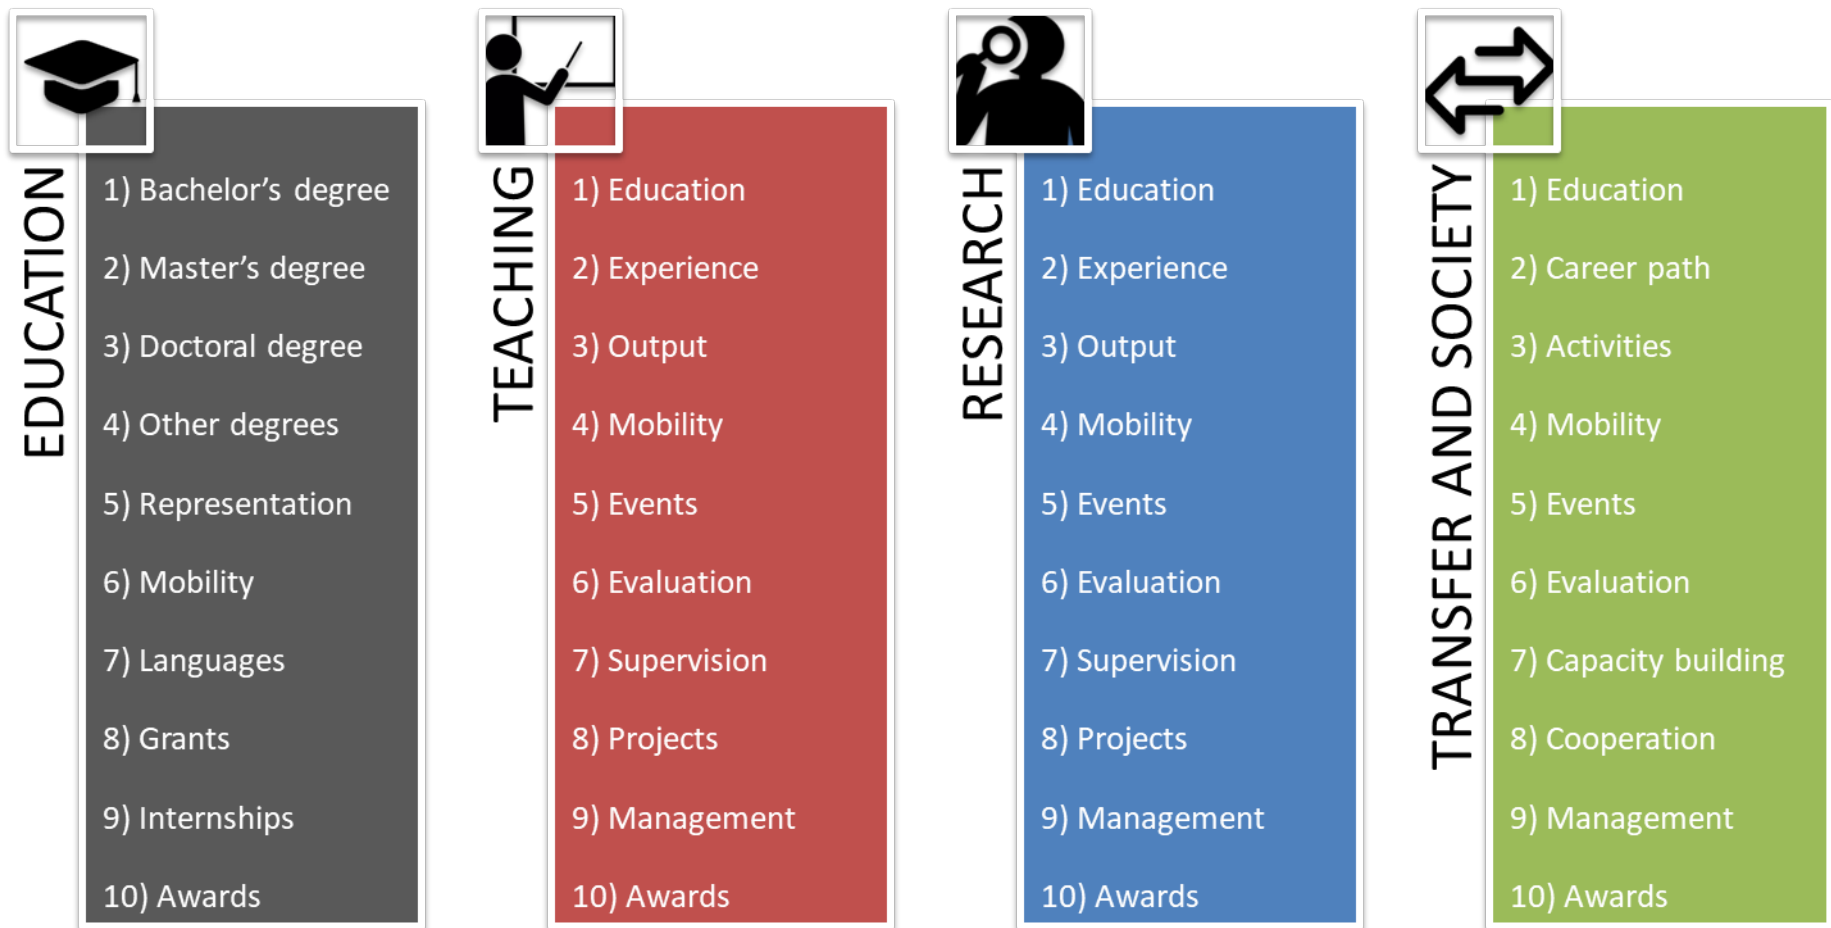 EDUCATION
1) Bachelor's degree
2) Master's degree
3) Doctoral degree
4) Other degrees
5) Representation
6) Mobility
7) Languages
8) Grants
9) Internships
10) Awards
TEACHING
1) Education
2) Experience
3) Output
4) Mobility
5) Events
6) Evaluation
7) Supervision
8) Projects
9) Management
10) Awards
RESEARCH
1) Education
2) Experience
3) Output
4) Mobility
5) Events
6) Evaluation
7) Supervision
8) Projects
9) Management
10) Awards
TRANSFER AND SOCIETY
1) Education
2) Career path
3) Activities
4) Mobility
5) Events
6) Evaluation
7) Capacity building
8) Cooperation
9) Management
10) Awards